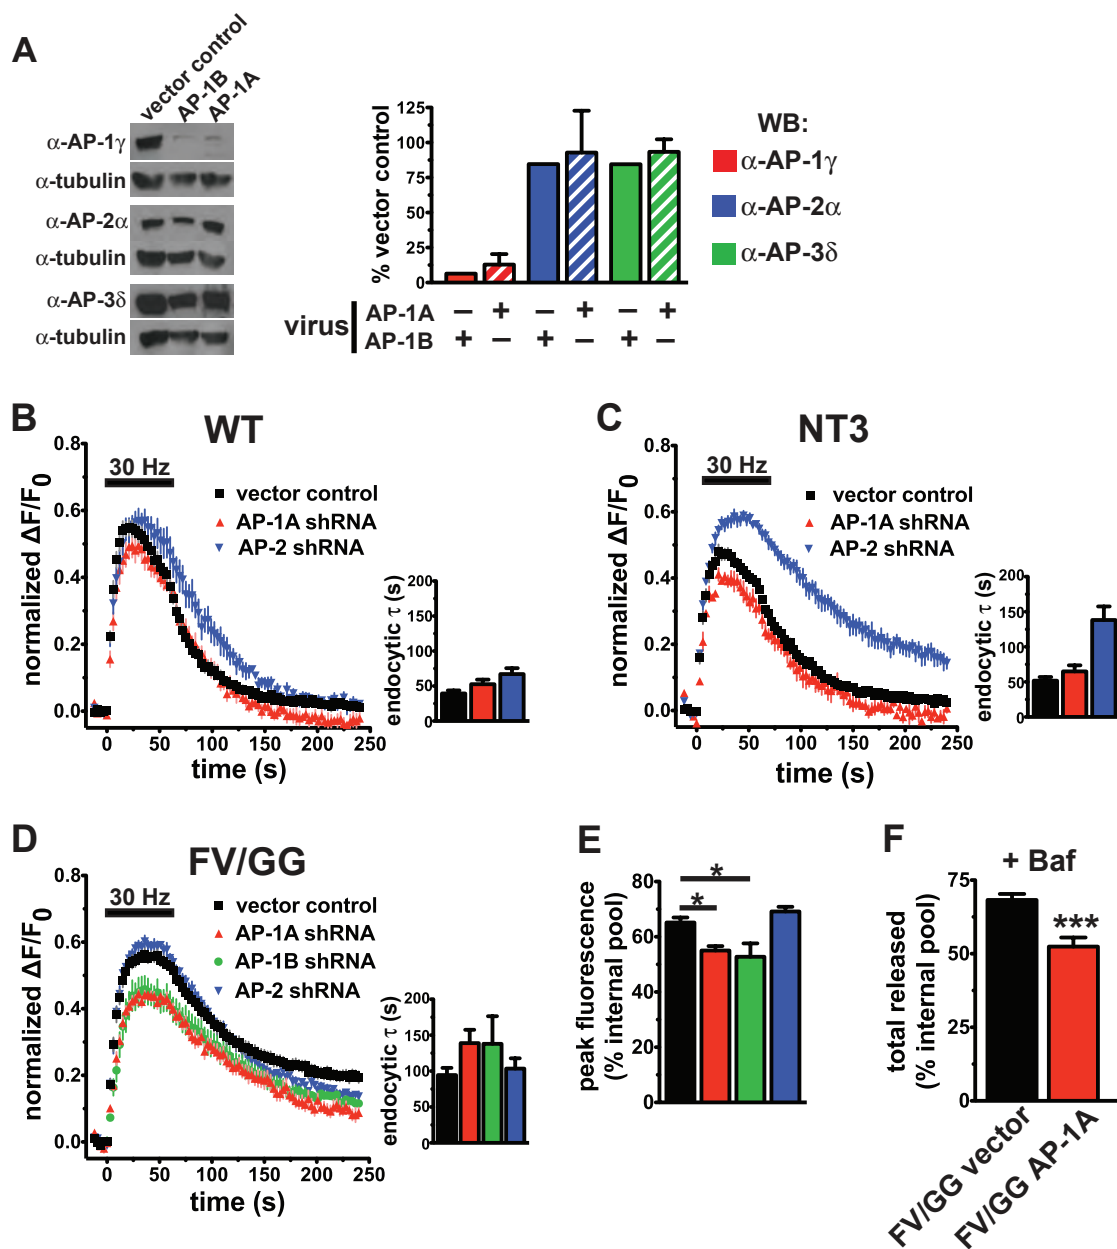 A
vector control
AP-1B
AP-1A
α-AP-1γ
α-tubulin
α-AP-2α
α-tubulin
α-AP-3δ
α-tubulin
% vector control
125
100
75
50
25
0
virus
AP-1A − + − + − +
AP-1B + − + − + −
WB:
α-AP-1γ
α-AP-2α
α-AP-3δ
B
WT
normalized ΔF/F0
0.8
0.6
0.4
0.2
0.0
30 Hz
vector control
AP-1A shRNA
AP-2 shRNA
0 50 100 150 200 250
time (s)
endocytic τ (s)
200
150
100
50
0
C
NT3
normalized ΔF/F0
0.8
0.6
0.4
0.2
0.0
30 Hz
vector control
AP-1A shRNA
AP-2 shRNA
0 50 100 150 200 250
time (s)
endocytic τ (s)
200
150
100
50
0
D
FV/GG
normalized ΔF/F0
0.8
0.6
0.4
0.2
0.0
30 Hz
vector control
AP-1A shRNA
AP-1B shRNA
AP-2 shRNA
0 50 100 150 200 250
time (s)
endocytic τ (s)
200
150
100
50
0
E
peak fluorescence
(% internal pool)
80
60
40
20
0
*
*
F
+ Baf
total released
(% internal pool)
75
50
25
0
***
FV/GG vector
FV/GG AP-1A